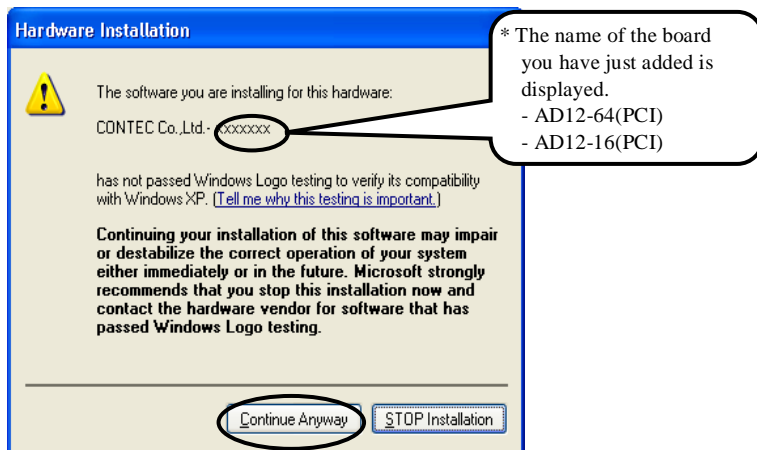 Hardware Installation
The software you are installing for this hardware:
CONTEC Co.,Ltd.- xxxxxxx
has not passed Windows Logo testing to verify its compatibility
with Windows XP. (Tell me why this testing is important.)
Continuing your installation of this software may impair
or destabilize the correct operation of your system
either immediately or in the future. Microsoft strongly
recommends that you stop this installation now and
contact the hardware vendor for software that has
passed Windows Logo testing.
Continue Anyway
STOP Installation
* The name of the board
you have just added is
displayed.
- AD12-64(PCI)
- AD12-16(PCI)